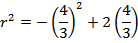 r² = −(4/3)² + 2(4/3)